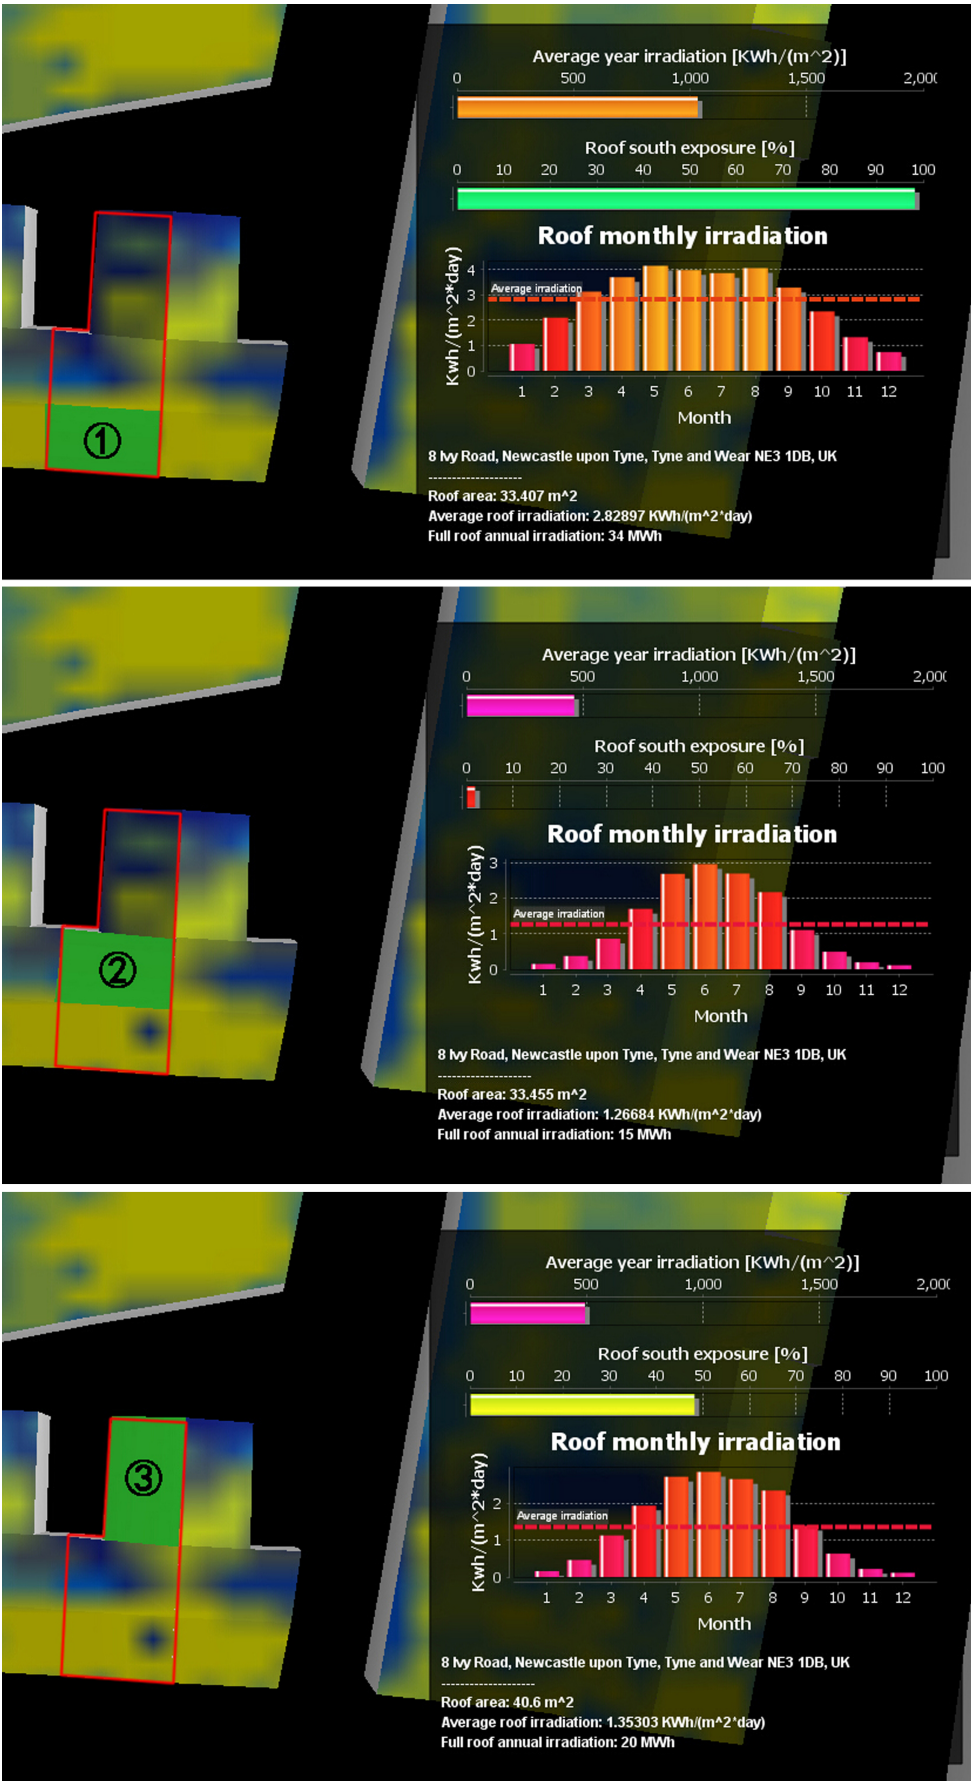 Average year irradiation [KWh/(m^2)]
0 500 1,000 1,500 2,00
Roof south exposure [%]
0 10 20 30 40 50 60 70 80 90 100
Roof monthly irradiation
Kwh/(m^2*day)
4
Average irradiation
3
2
1
0
1 2 3 4 5 6 7 8 9 10 11 12
Month
①
8 Ivy Road, Newcastle upon Tyne, Tyne and Wear NE3 1DB, UK
--------------------
Roof area: 33.407 m^2
Average roof irradiation: 2.82897 KWh/(m^2*day)
Full roof annual irradiation: 34 MWh
Average year irradiation [KWh/(m^2)]
0 500 1,000 1,500 2,00
Roof south exposure [%]
0 10 20 30 40 50 60 70 80 90 100
Roof monthly irradiation
Kwh/(m^2*day)
3
2
Average irradiation
1
0
1 2 3 4 5 6 7 8 9 10 11 12
Month
②
8 Ivy Road, Newcastle upon Tyne, Tyne and Wear NE3 1DB, UK
--------------------
Roof area: 33.455 m^2
Average roof irradiation: 1.26684 KWh/(m^2*day)
Full roof annual irradiation: 15 MWh
Average year irradiation [KWh/(m^2)]
0 500 1,000 1,500 2,00
Roof south exposure [%]
0 10 20 30 40 50 60 70 80 90 100
Roof monthly irradiation
Kwh/(m^2*day)
2
Average irradiation
1
0
1 2 3 4 5 6 7 8 9 10 11 12
Month
③
8 Ivy Road, Newcastle upon Tyne, Tyne and Wear NE3 1DB, UK
--------------------
Roof area: 40.6 m^2
Average roof irradiation: 1.35303 KWh/(m^2*day)
Full roof annual irradiation: 20 MWh